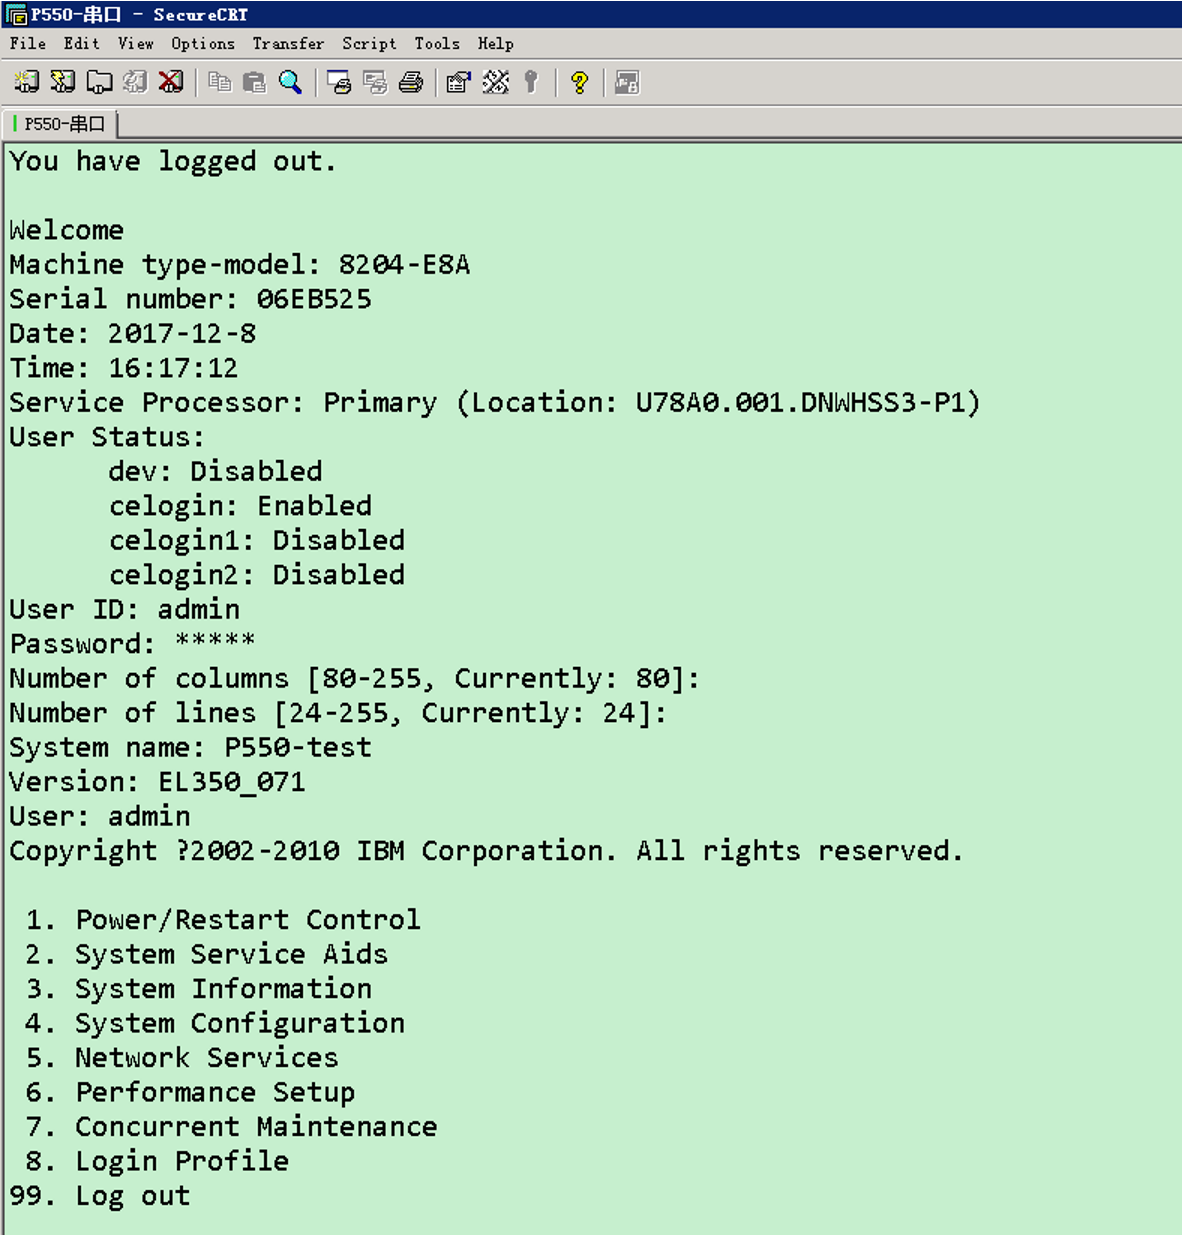 P550-串口 - SecureCRT
File Edit View Options Transfer Script Tools Help
P550-串口
You have logged out.
Welcome
Machine type-model: 8204-E8A
Serial number: 06EB525
Date: 2017-12-8
Time: 16:17:12
Service Processor: Primary (Location: U78A0.001.DNWHSS3-P1)
User Status:
dev: Disabled
celogin: Enabled
celogin1: Disabled
celogin2: Disabled
User ID: admin
Password: *****
Number of columns [80-255, Currently: 80]:
Number of lines [24-255, Currently: 24]:
System name: P550-test
Version: EL350_071
User: admin
Copyright ?2002-2010 IBM Corporation. All rights reserved.
1. Power/Restart Control
2. System Service Aids
3. System Information
4. System Configuration
5. Network Services
6. Performance Setup
7. Concurrent Maintenance
8. Login Profile
99. Log out